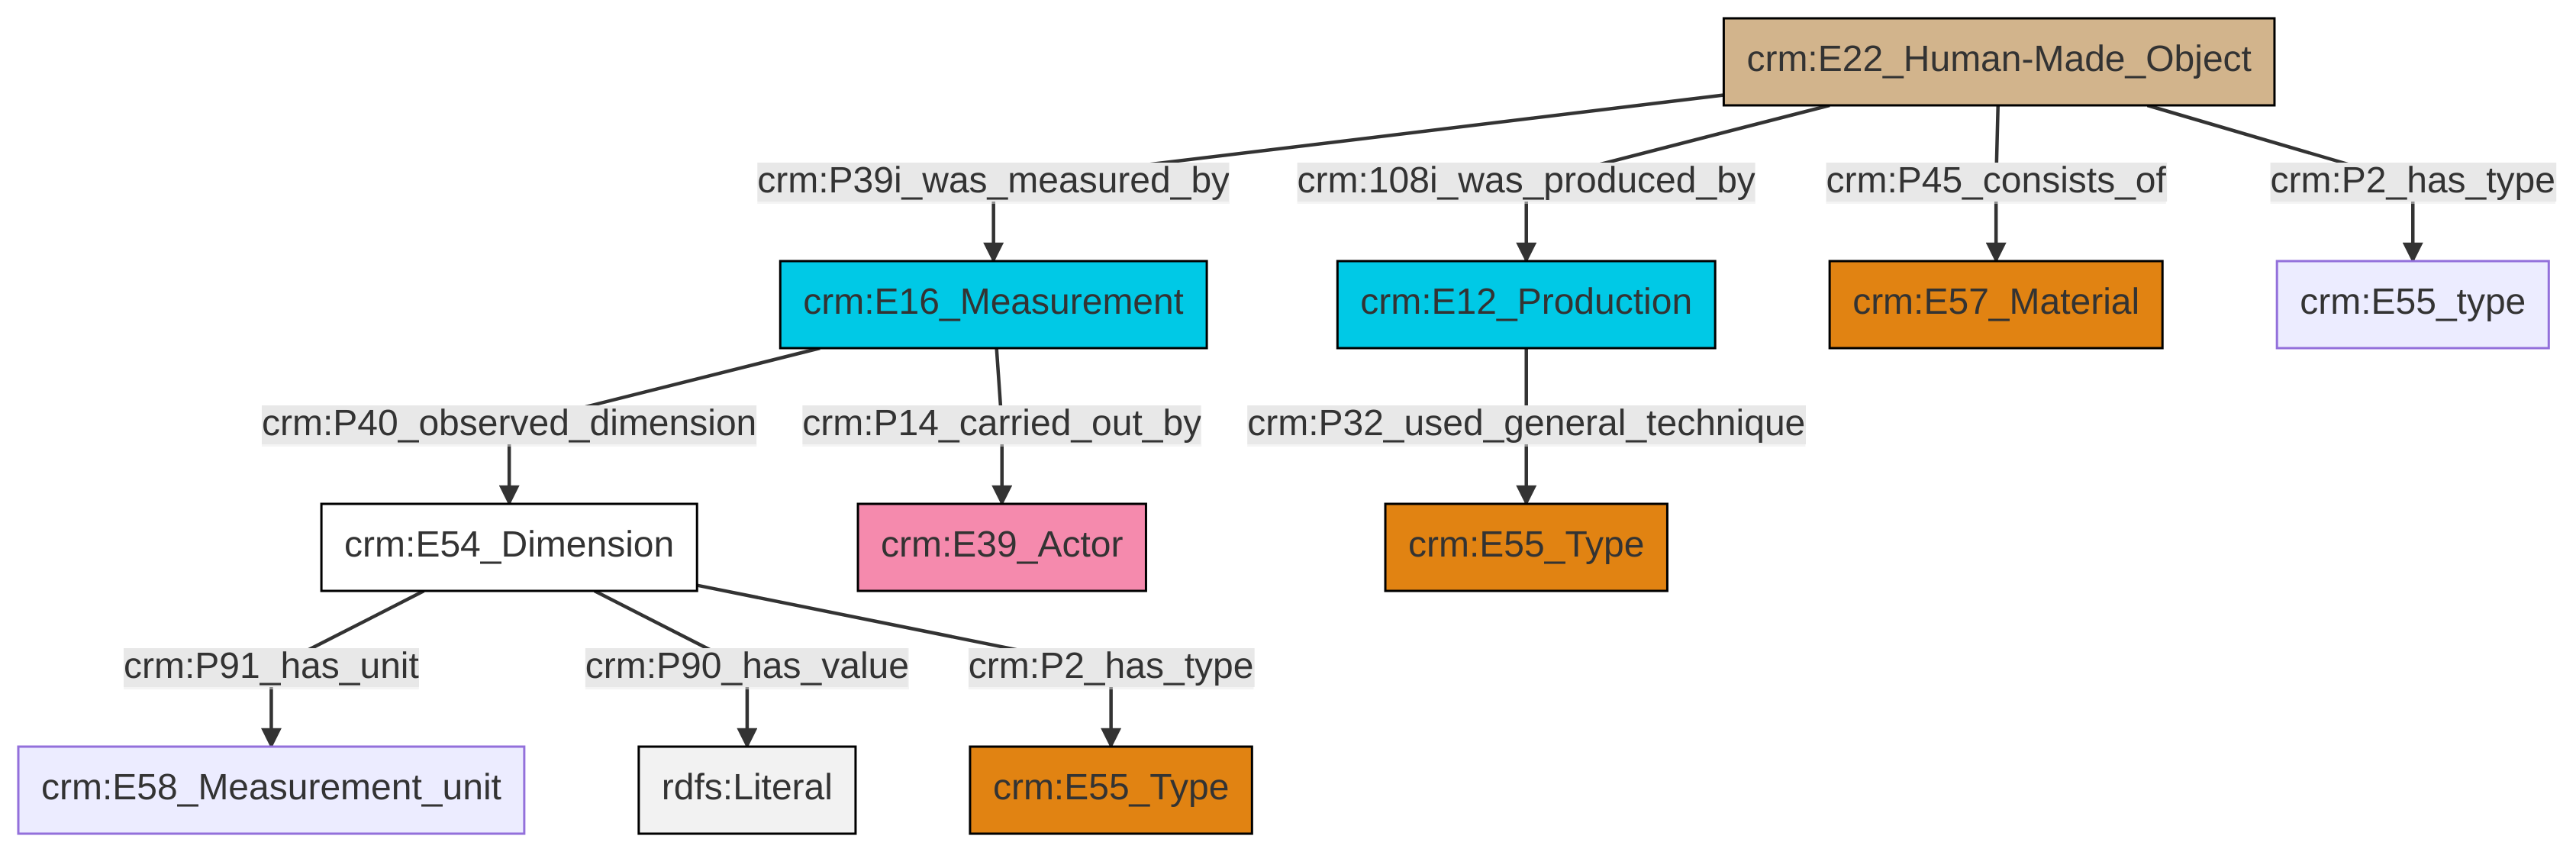 crm:E22_Human-Made_Object
crm:P39i_was_measured_by
crm:108i_was_produced_by
crm:P45_consists_of
crm:P2_has_type
crm:E16_Measurement
crm:E12_Production
crm:E57_Material
crm:E55_type
crm:P40_observed_dimension
crm:P14_carried_out_by
crm:P32_used_general_technique
crm:E54_Dimension
crm:E39_Actor
crm:E55_Type
crm:P91_has_unit
crm:P90_has_value
crm:P2_has_type
crm:E58_Measurement_unit
rdfs:Literal
crm:E55_Type